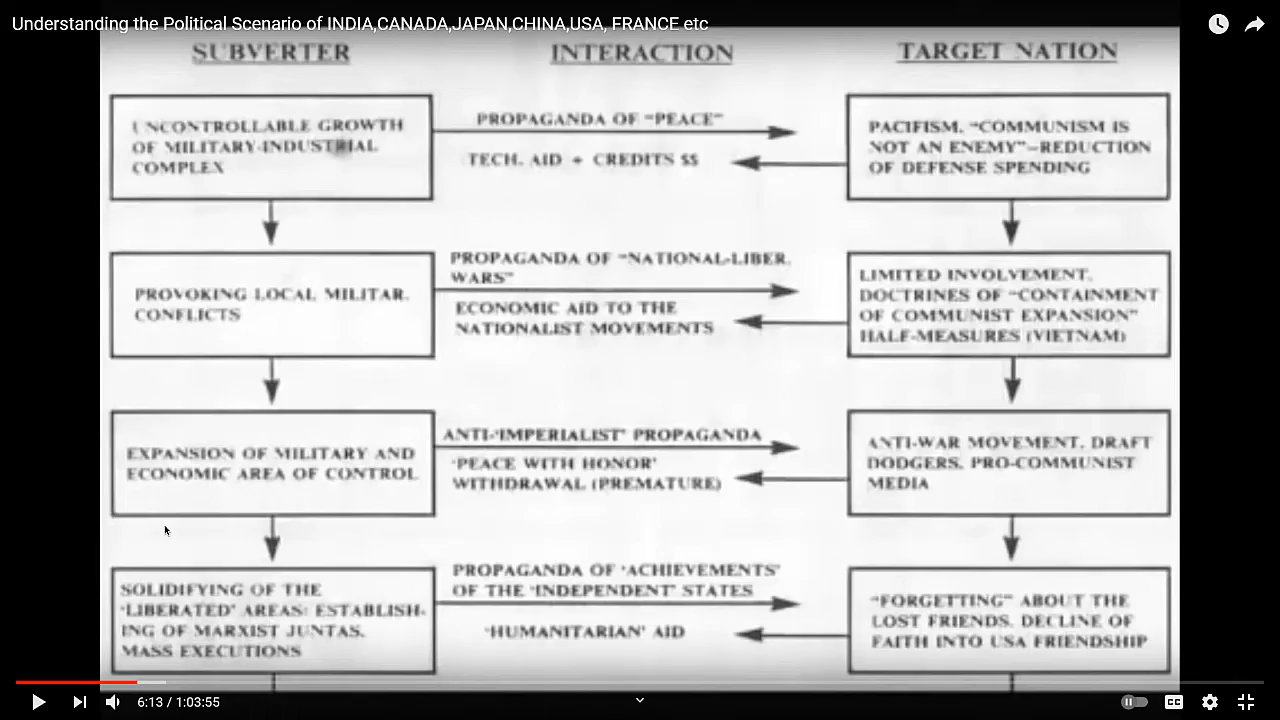 Understanding the Political Scenario of INDIA,CANADA,JAPAN,CHINA,USA, FRANCE etc
SUBVERTER
INTERACTION
TARGET NATION
UNCONTROLLABLE GROWTH
OF MILITARY-INDUSTRIAL
COMPLEX
PROPAGANDA OF "PEACE"
TECH. AID + CREDITS $$
PACIFISM. "COMMUNISM IS
NOT AN ENEMY"—REDUCTION
OF DEFENSE SPENDING
PROVOKING LOCAL MILITAR.
CONFLICTS
PROPAGANDA OF "NATIONAL-LIBER.
WARS"
ECONOMIC AID TO THE
NATIONALIST MOVEMENTS
LIMITED INVOLVEMENT.
DOCTRINES OF "CONTAINMENT
OF COMMUNIST EXPANSION"
HALF-MEASURES (VIETNAM)
EXPANSION OF MILITARY AND
ECONOMIC AREA OF CONTROL
ANTI-'IMPERIALIST' PROPAGANDA
'PEACE WITH HONOR'
WITHDRAWAL (PREMATURE)
ANTI-WAR MOVEMENT. DRAFT
DODGERS. PRO-COMMUNIST
MEDIA
SOLIDIFYING OF THE
'LIBERATED' AREAS: ESTABLISH-
ING OF MARXIST JUNTAS.
MASS EXECUTIONS
PROPAGANDA OF 'ACHIEVEMENTS'
OF THE 'INDEPENDENT' STATES
'HUMANITARIAN' AID
"FORGETTING" ABOUT THE
LOST FRIENDS. DECLINE OF
FAITH INTO USA FRIENDSHIP
6:13 / 1:03:55
CC